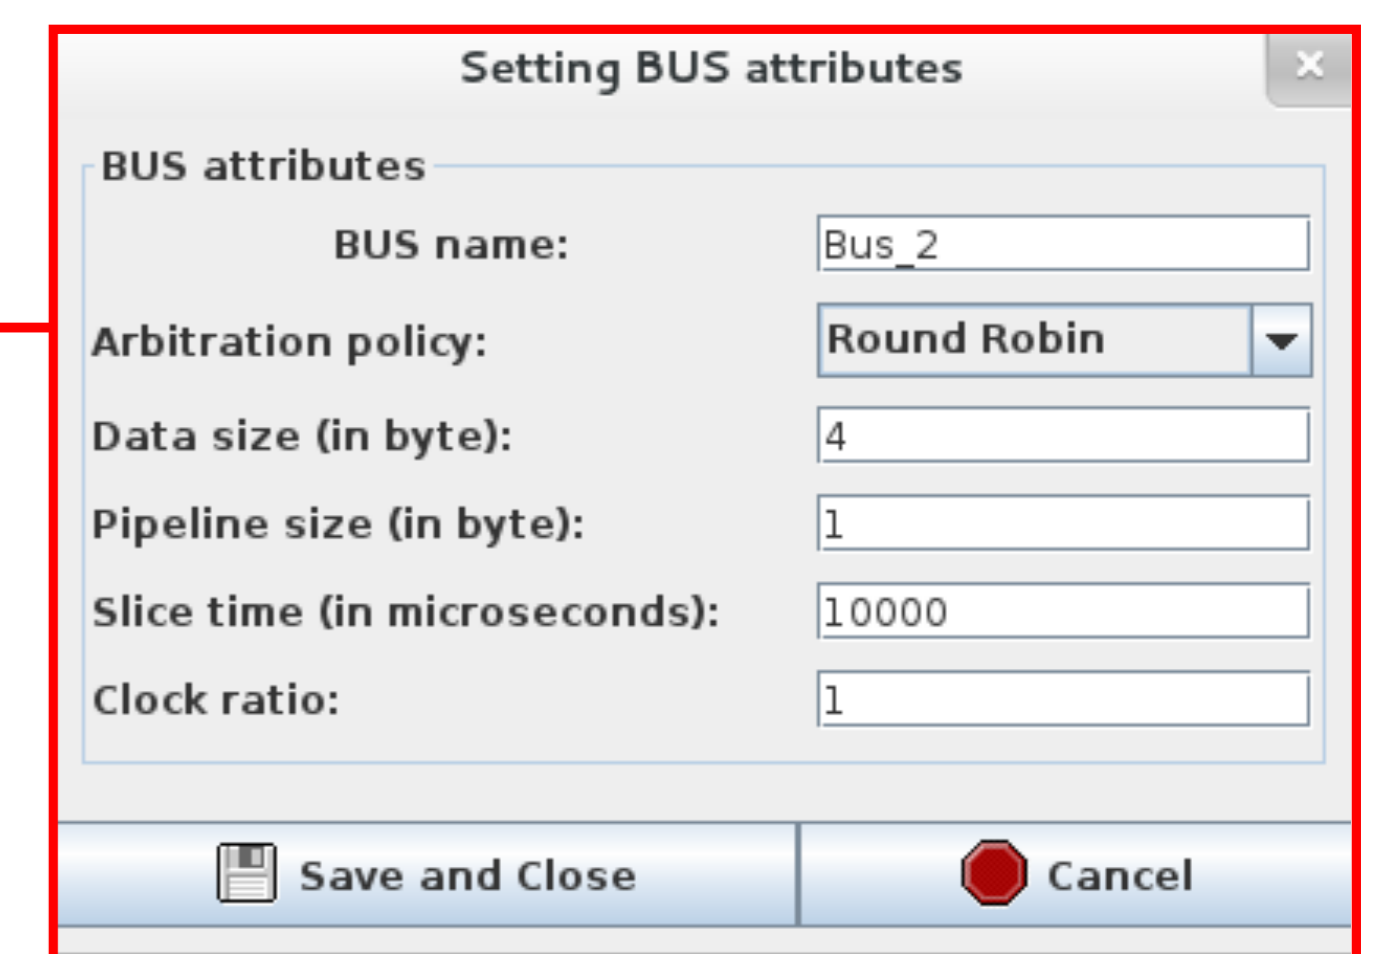 Setting BUS attributes
BUS attributes
BUS name: Bus_2
Arbitration policy: Round Robin
Data size (in byte): 4
Pipeline size (in byte): 1
Slice time (in microseconds): 10000
Clock ratio: 1
Save and Close Cancel